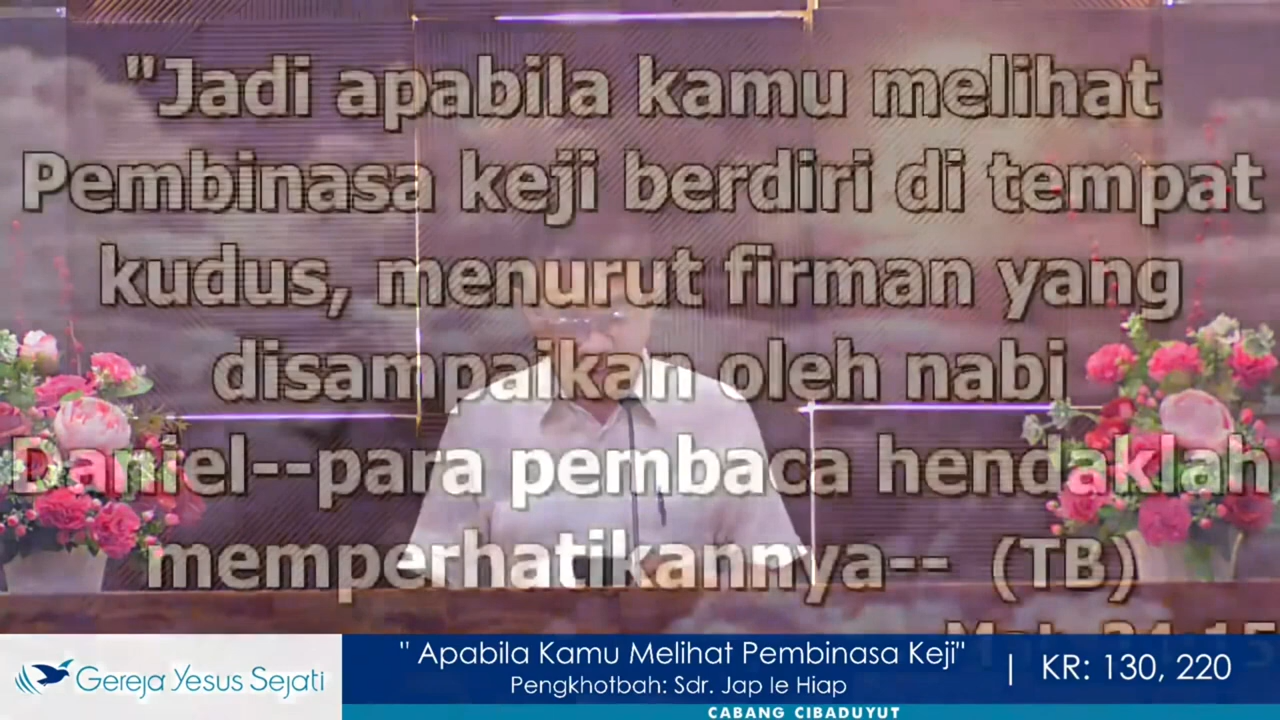 "Jadi apabila kamu melihat
Pembinasa keji berdiri di tempat
kudus, menurut firman yang
disampaikan oleh nabi
Daniel--para pembaca hendaklah
memperhatikannya-- (TB)
Gereja Yesus Sejati
" Apabila Kamu Melihat Pembinasa Keji"
Pengkhotbah: Sdr. Jap Ie Hiap
| KR: 130, 220
CABANG CIBADUYUT